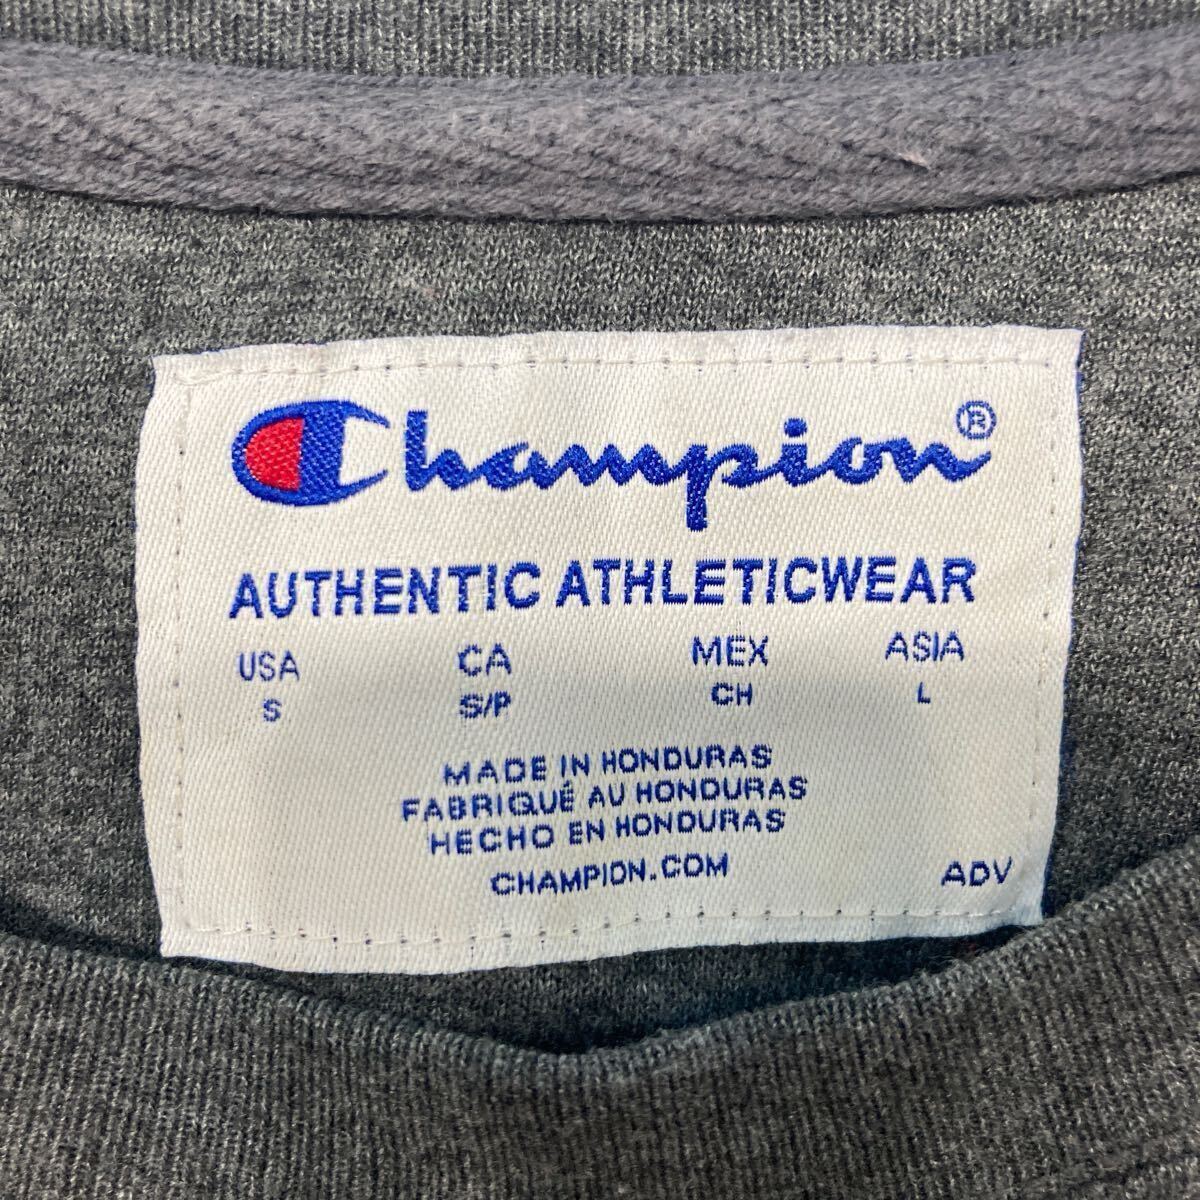 Champion®
AUTHENTIC ATHLETICWEAR
USA CA MEX ASIA
S S/P CH L
MADE IN HONDURAS
FABRIQUÉ AU HONDURAS
HECHO EN HONDURAS
CHAMPION.COM ADV